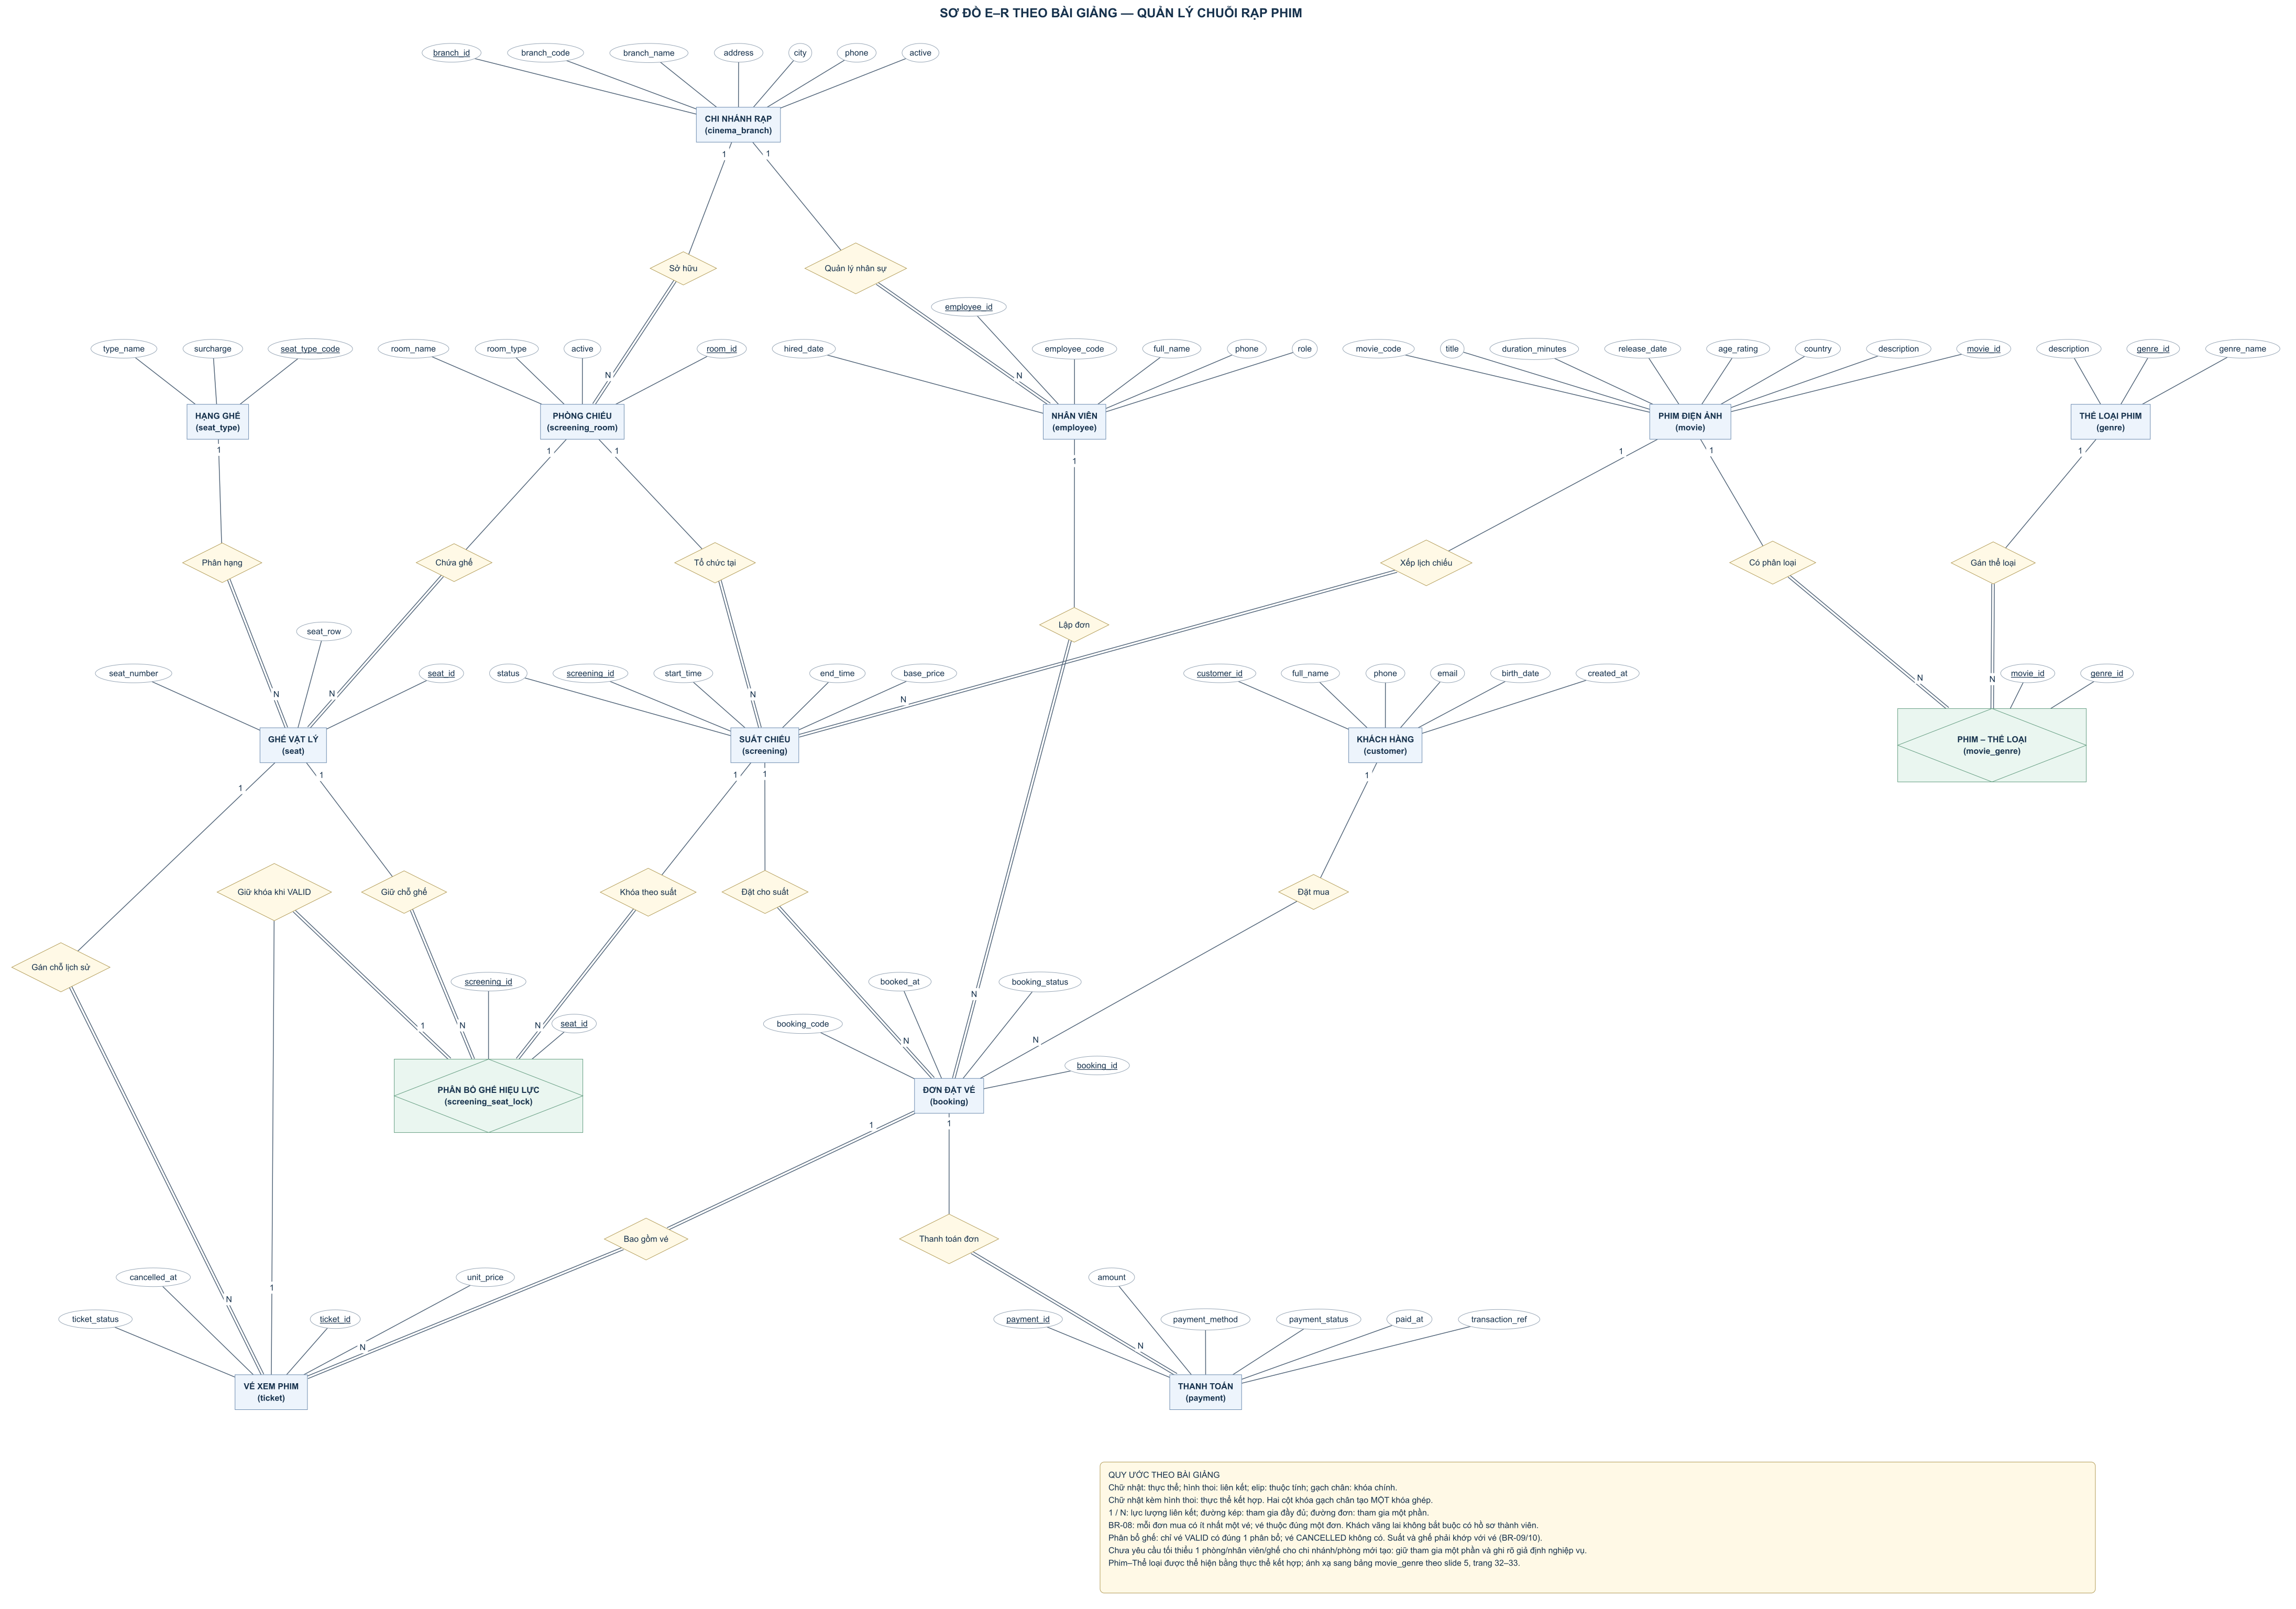 SƠ ĐỒ E–R THEO BÀI GIẢNG — QUẢN LÝ CHUỖI RẠP PHIM
branch_id
branch_code
branch_name
address
city
phone
active
CHI NHÁNH RẠP
(cinema_branch)
1
1
Sở hữu
Quản lý nhân sự
employee_id
type_name
surcharge
seat_type_code
room_name
room_type
active
room_id
hired_date
employee_code
full_name
phone
role
movie_code
title
duration_minutes
release_date
age_rating
country
description
movie_id
description
genre_id
genre_name
N
N
HẠNG GHẾ
(seat_type)
PHÒNG CHIẾU
(screening_room)
NHÂN VIÊN
(employee)
PHIM ĐIỆN ẢNH
(movie)
THỂ LOẠI PHIM
(genre)
1
1
1
1
1
1
1
Phân hạng
Chứa ghế
Tổ chức tại
Xếp lịch chiếu
Có phân loại
Gán thể loại
Lập đơn
seat_row
seat_number
seat_id
status
screening_id
start_time
end_time
base_price
customer_id
full_name
phone
email
birth_date
created_at
movie_id
genre_id
N
N
N
N
N
N
GHẾ VẬT LÝ
(seat)
SUẤT CHIẾU
(screening)
KHÁCH HÀNG
(customer)
PHIM – THỂ LOẠI
(movie_genre)
1
1
1
1
1
Giữ khóa khi VALID
Giữ chỗ ghế
Khóa theo suất
Đặt cho suất
Đặt mua
Gán chỗ lịch sử
screening_id
booked_at
booking_status
N
seat_id
booking_code
1
N
N
N
N
booking_id
PHÂN BỔ GHẾ HIỆU LỰC
(screening_seat_lock)
ĐƠN ĐẶT VÉ
(booking)
1
1
Bao gồm vé
Thanh toán đơn
cancelled_at
unit_price
amount
1
N
ticket_status
ticket_id
payment_id
payment_method
payment_status
paid_at
transaction_ref
N
N
VÉ XEM PHIM
(ticket)
THANH TOÁN
(payment)
QUY ƯỚC THEO BÀI GIẢNG
Chữ nhật: thực thể; hình thoi: liên kết; elip: thuộc tính; gạch chân: khóa chính.
Chữ nhật kèm hình thoi: thực thể kết hợp. Hai cột khóa gạch chân tạo MỘT khóa ghép.
1 / N: lực lượng liên kết; đường kép: tham gia đầy đủ; đường đơn: tham gia một phần.
BR-08: mỗi đơn mua có ít nhất một vé; vé thuộc đúng một đơn. Khách vãng lai không bắt buộc có hồ sơ thành viên.
Phân bổ ghế: chỉ vé VALID có đúng 1 phân bổ; vé CANCELLED không có. Suất và ghế phải khớp với vé (BR-09/10).
Chưa yêu cầu tối thiểu 1 phòng/nhân viên/ghế cho chi nhánh/phòng mới tạo: giữ tham gia một phần và ghi rõ giả định nghiệp vụ.
Phim–Thể loại được thể hiện bằng thực thể kết hợp; ánh xạ sang bảng movie_genre theo slide 5, trang 32–33.